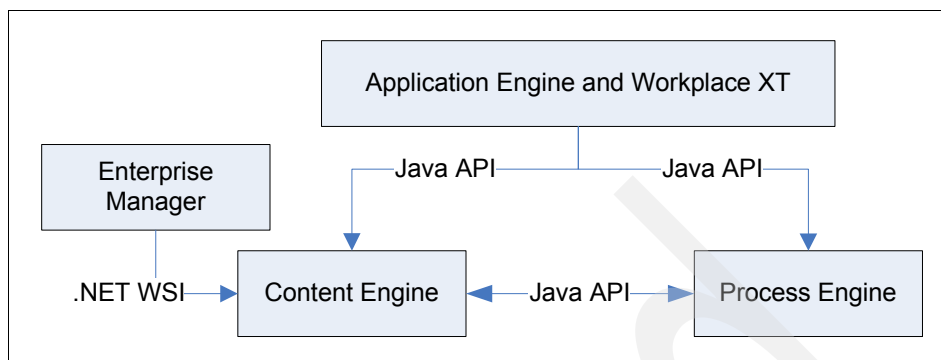 Application Engine and Workplace XT
Enterprise
Manager
Java API
Java API
.NET WSI
Content Engine
Java API
Process Engine